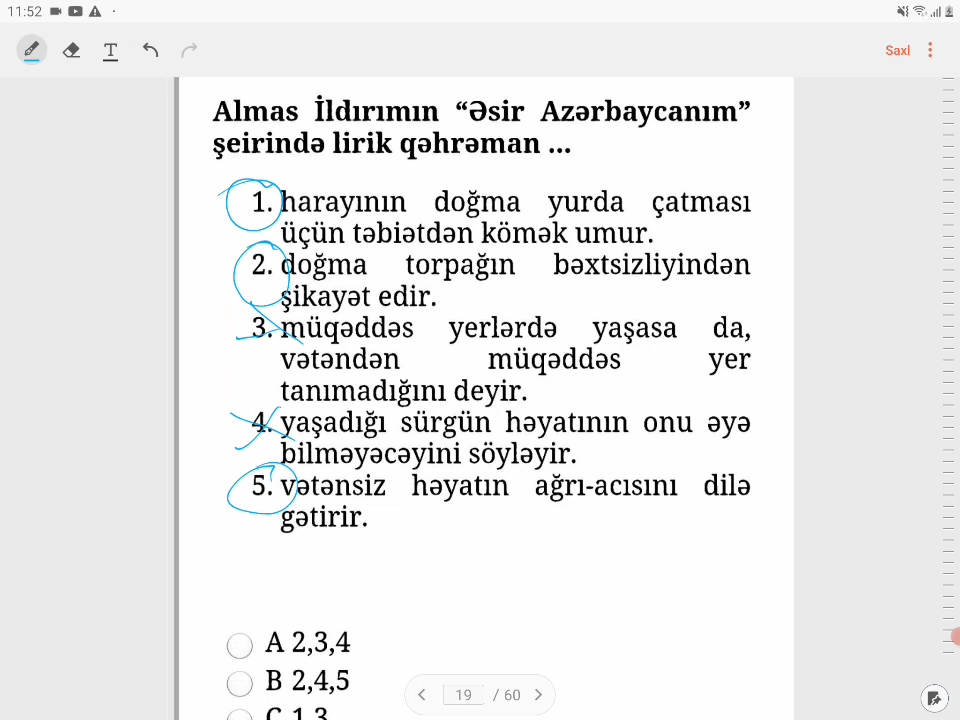 11:52
T
Saxl
Almas İldırımın “Əsir Azərbaycanım”
şeirində lirik qəhrəman ...
1. harayının doğma yurda çatması
üçün təbiətdən kömək umur.
2. doğma torpağın bəxtsizliyindən
şikayət edir.
3. müqəddəs yerlərdə yaşasa da,
vətəndən müqəddəs yer
tanımadığını deyir.
4. yaşadığı sürgün həyatının onu əyə
bilməyəcəyini söyləyir.
5. vətənsiz həyatın ağrı-acısını dilə
gətirir.
A 2,3,4
B 2,4,5
C 1,3
19 / 60